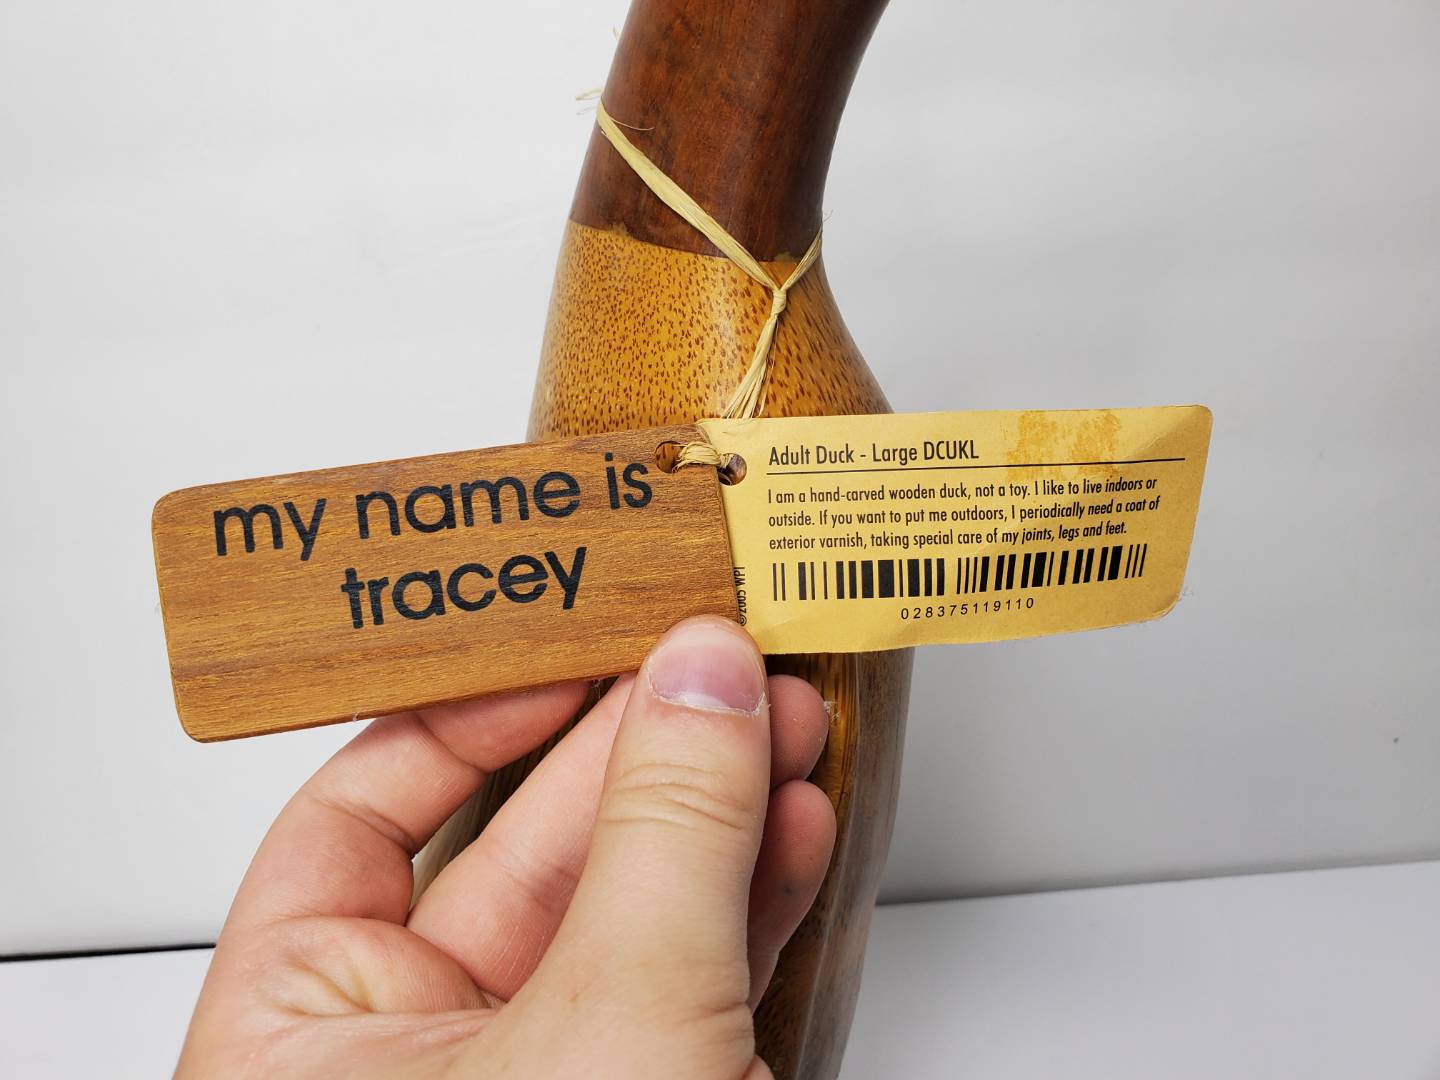 my name is
tracey
Adult Duck - Large DCUKL
I am a hand-carved wooden duck, not a toy. I like to live indoors or
outside. If you want to put me outdoors, I periodically need a coat of
exterior varnish, taking special care of my joints, legs and feet.
028375119110
©2005 WPI